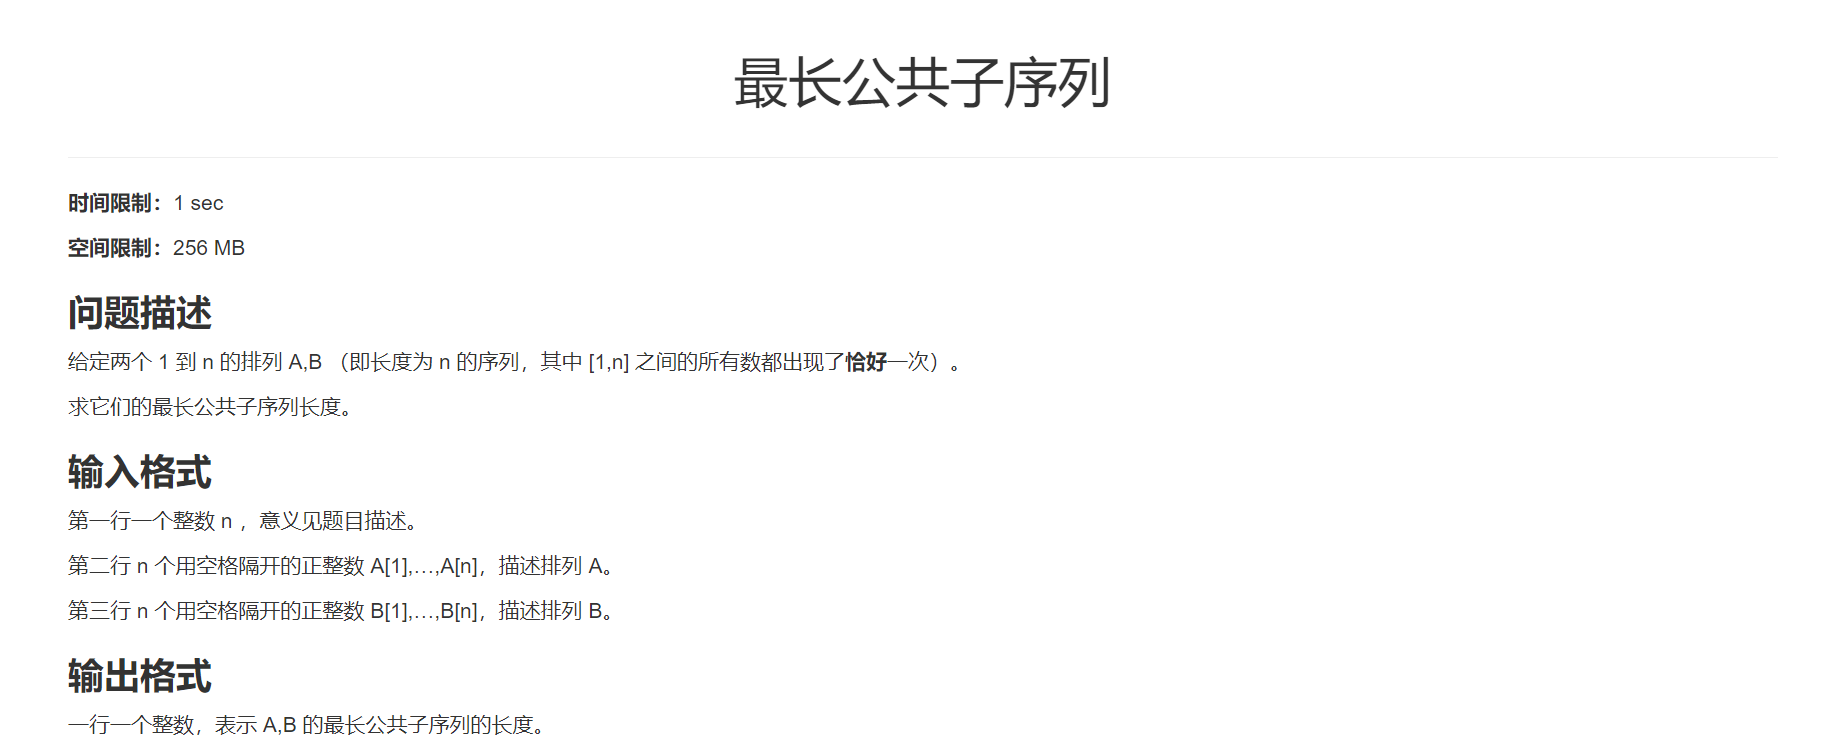 最长公共子序列
时间限制：1 sec
空间限制：256 MB
问题描述
给定两个 1 到 n 的排列 A,B （即长度为 n 的序列，其中 [1,n] 之间的所有数都出现了恰好一次）。
求它们的最长公共子序列长度。
输入格式
第一行一个整数 n ，意义见题目描述。
第二行 n 个用空格隔开的正整数 A[1],…,A[n]，描述排列 A。
第三行 n 个用空格隔开的正整数 B[1],…,B[n]，描述排列 B。
输出格式
一行一个整数，表示 A,B 的最长公共子序列的长度。